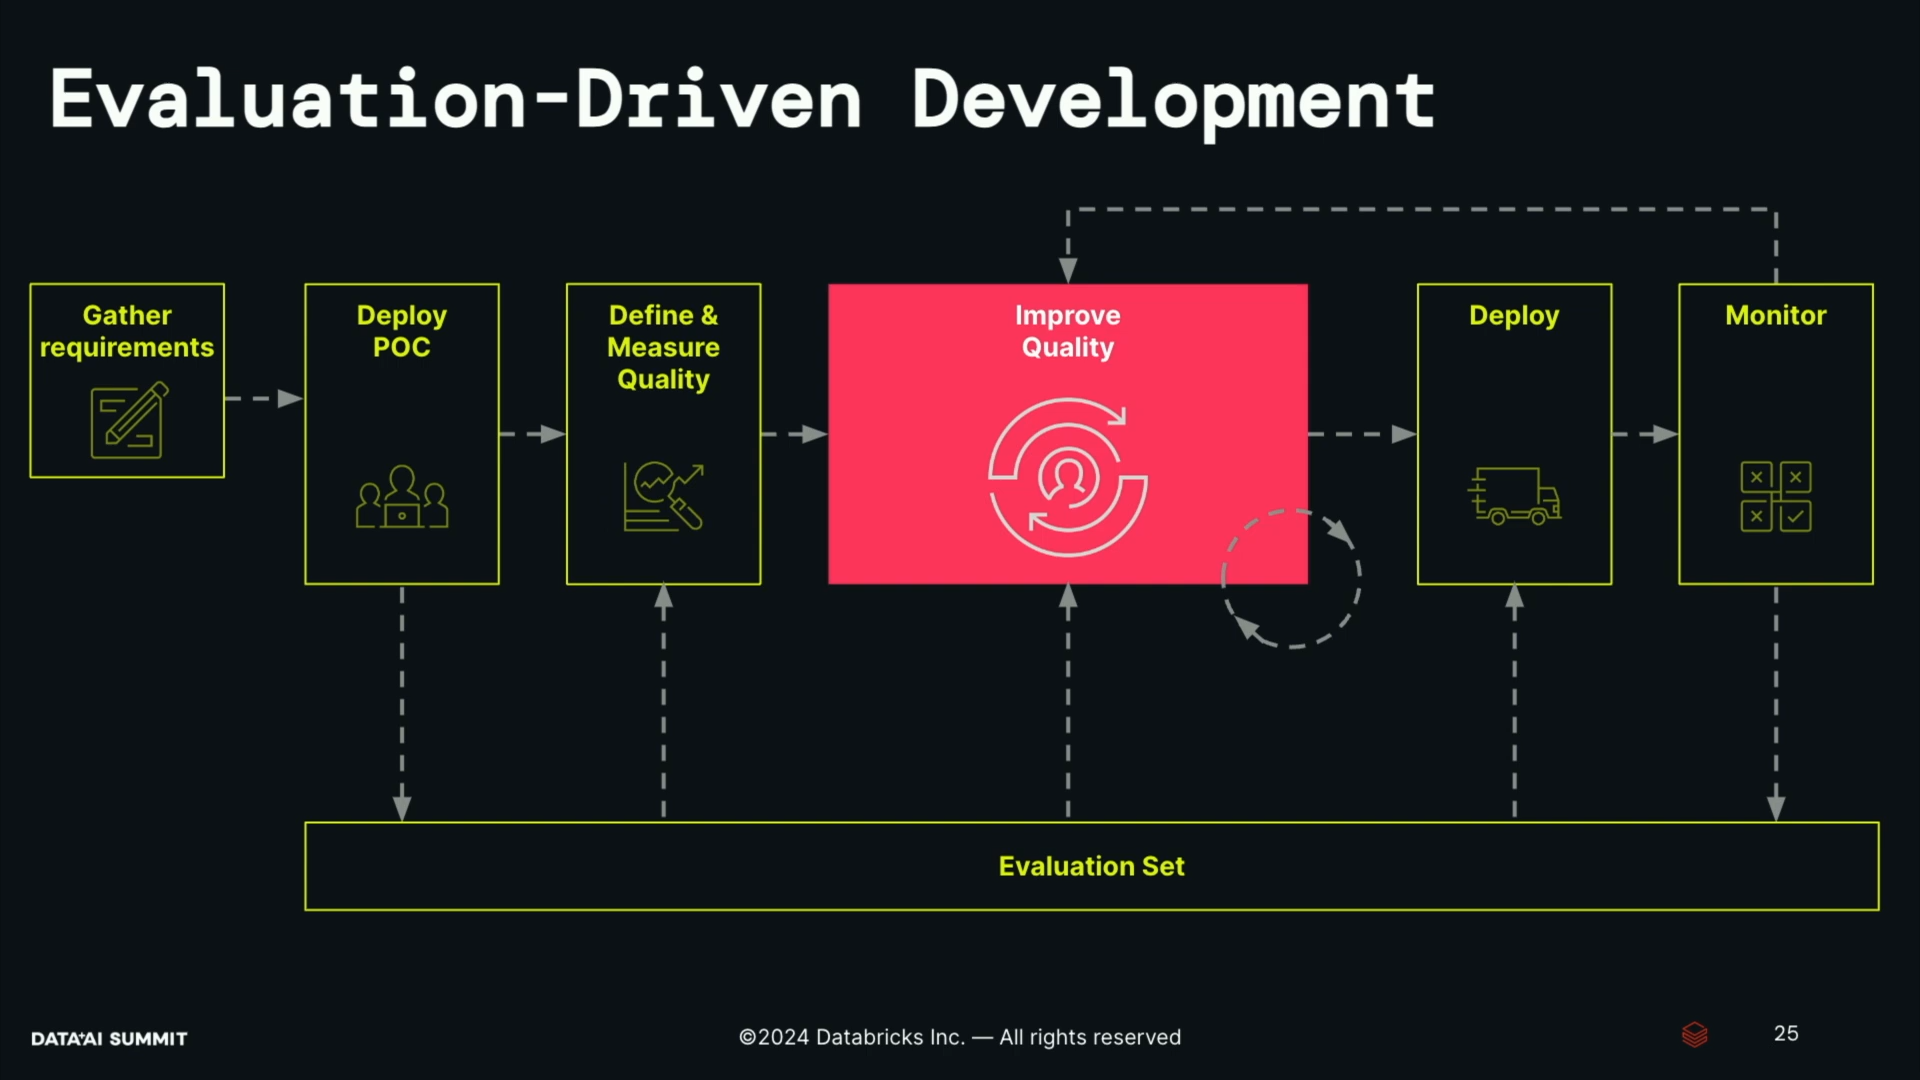 Evaluation-Driven Development
Gather
requirements
Deploy
POC
Define &
Measure
Quality
Improve
Quality
Deploy
Monitor
Evaluation Set
DATA+AI SUMMIT
©2024 Databricks Inc. — All rights reserved
25